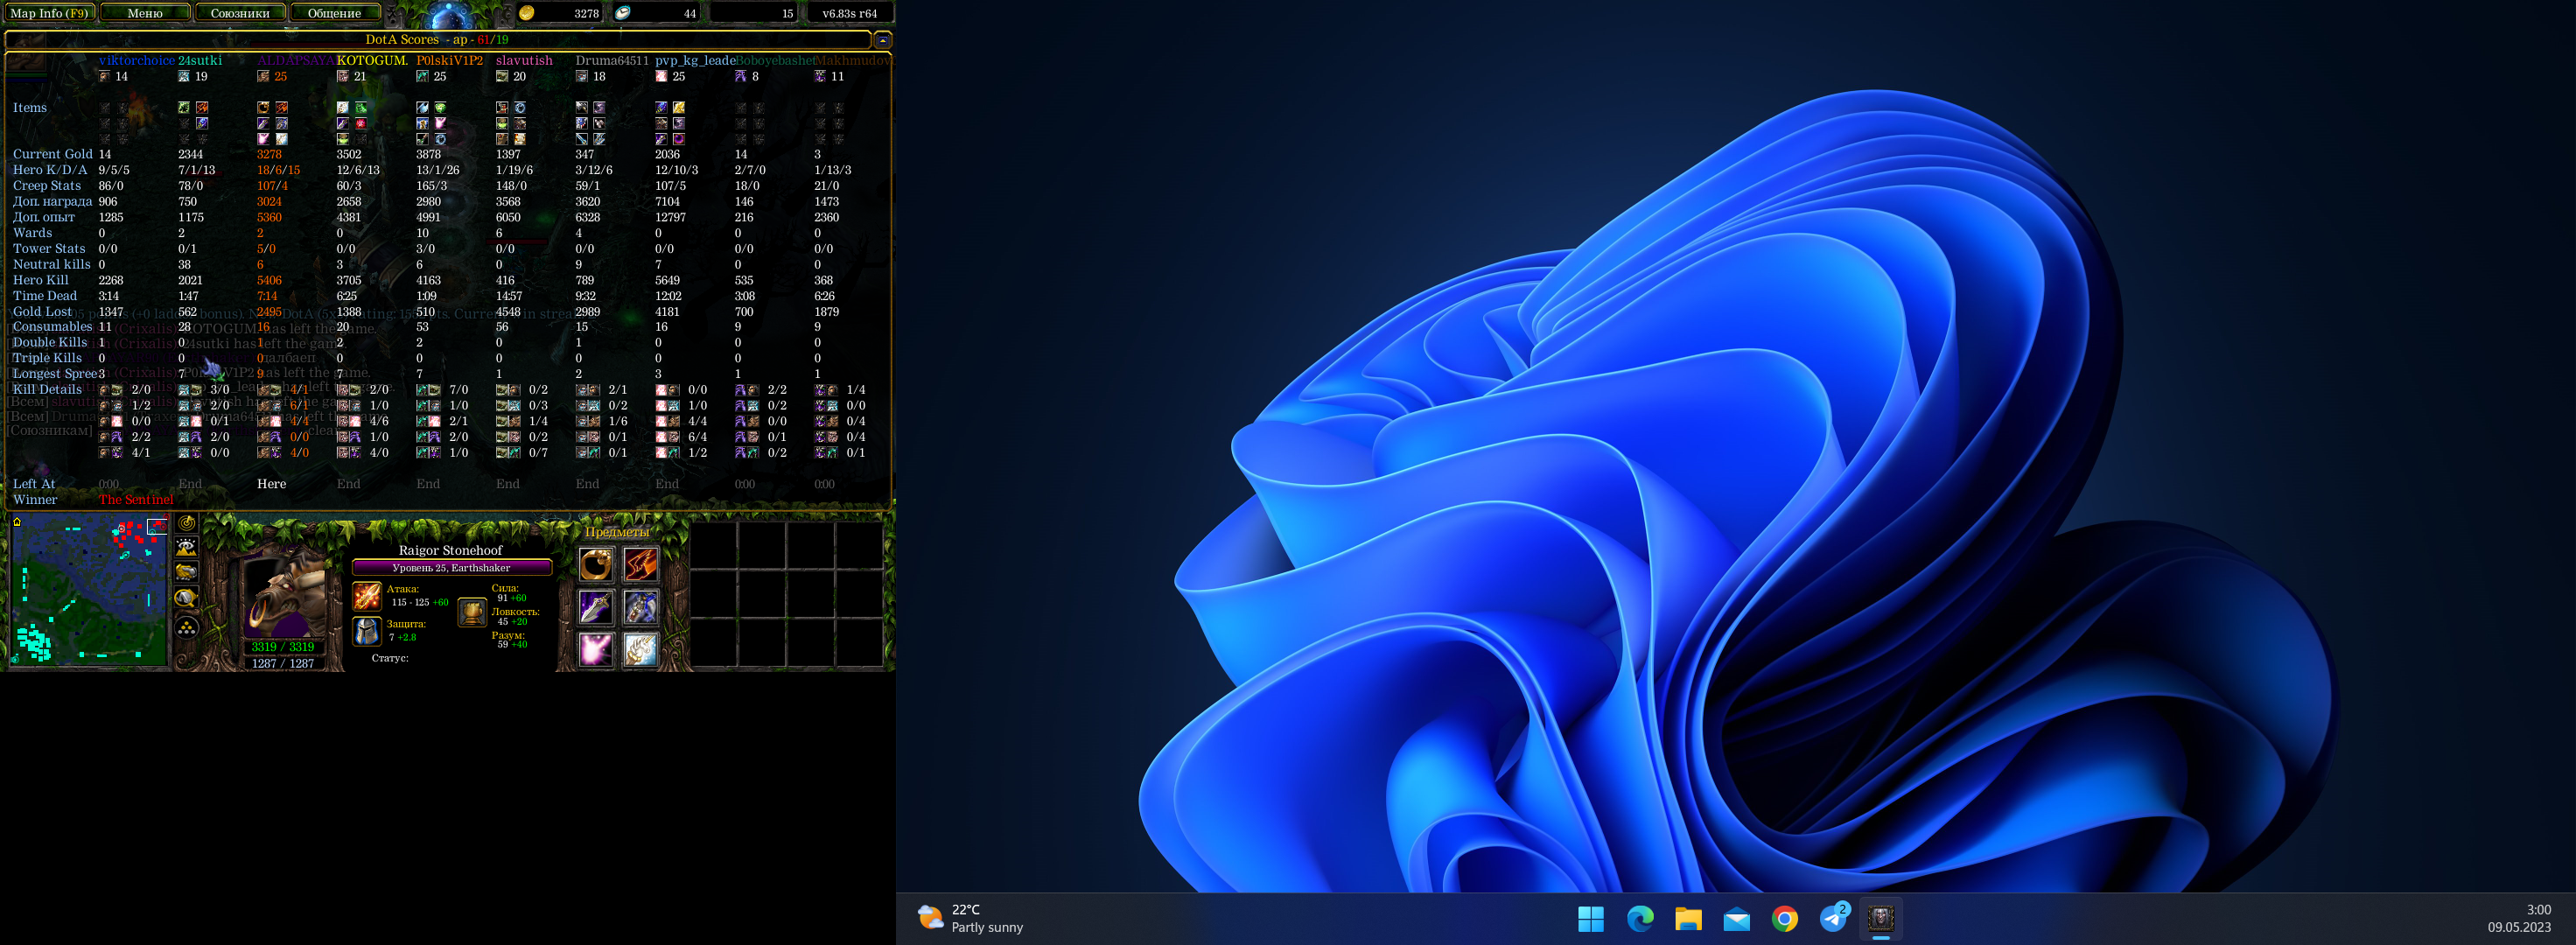 Map Info (F9) Меню Союзники Общение 3278 44 15 v6.83s r64
DotA Scores - ap - 61/19
viktorchoice 24sutki ALDAPSAYA KOTOGUM. P0lskiV1P2 slavutish Druma64511 pvp_kg_leade Boboyebashet Makhmudov
14 19 25 21 25 20 18 25 8 11
Items
Current Gold 14 2344 3278 3502 3878 1397 347 2036 14 3
Hero K/D/A 9/5/5 7/1/13 18/6/15 12/6/13 13/1/26 1/19/6 3/12/6 12/10/3 2/7/0 1/13/3
Creep Stats 86/0 78/0 107/4 60/3 165/3 148/0 59/1 107/5 18/0 21/0
Доп. награда 906 750 3024 2658 2980 3568 3620 7104 146 1473
Доп. опыт 1285 1175 5360 4381 4991 6050 6328 12797 216 2360
Wards 0 2 2 0 10 6 4 0 0 0
Tower Stats 0/0 0/1 5/0 0/0 3/0 0/0 0/0 0/0 0/0 0/0
Neutral kills 0 38 6 3 6 0 9 7 0 0
Hero Kill 2268 2021 5406 3705 4163 416 789 5649 535 368
Time Dead 3:14 1:47 7:14 6:25 1:09 14:57 9:32 12:02 3:08 6:26
Gold Lost 1347 562 2495 1388 510 4548 2989 4181 700 1879
Consumables 11 28 16 20 53 56 15 16 9 9
Double Kills 1 0 1 2 2 0 1 0 0 0
Triple Kills 0 0 0 0 0 0 0 0 0 0
Longest Spree 3 7 9 7 7 1 2 3 1 1
Kill Details 2/0 3/0 4/1 2/0 7/0 0/2 2/1 0/0 2/2 1/4
1/2 2/0 6/1 1/0 1/0 0/3 0/2 1/0 0/2 0/0
0/0 0/1 4/4 4/6 2/1 1/4 1/6 4/4 0/0 0/4
2/2 2/0 0/0 1/0 2/0 0/2 0/1 6/4 0/1 0/4
4/1 0/0 4/0 4/0 1/0 0/7 0/1 1/2 0/2 0/1
Left At 0:00 End Here End End End End End 0:00 0:00
Winner The Sentinel
Предметы
Raigor Stonehoof
Уровень 25, Earthshaker
Атака:
115 - 125 +60
Сила:
91 +60
Ловкость:
45 +20
Защита:
7 +2.8
Разум:
59 +40
Статус:
3319 / 3319
1287 / 1287
22°C
Partly sunny
2
3:00
09.05.2023